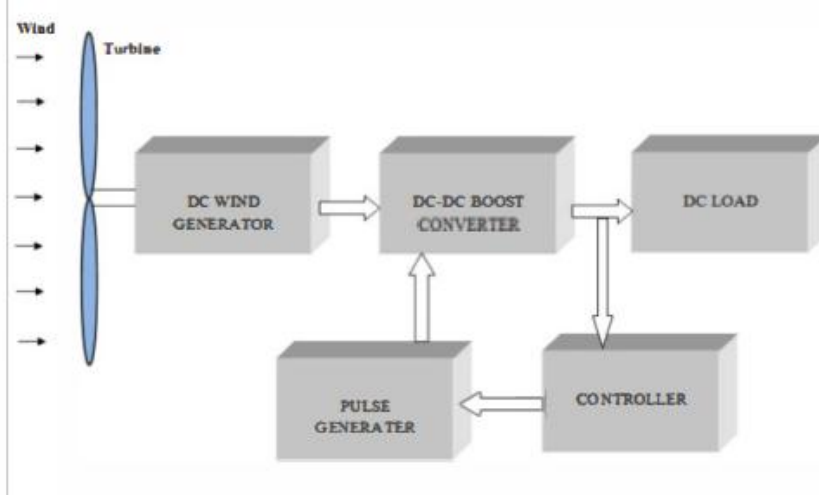 Wind
Turbine
DC WIND
GENERATOR
DC-DC BOOST
CONVERTER
DC LOAD
PULSE
GENERATER
CONTROLLER